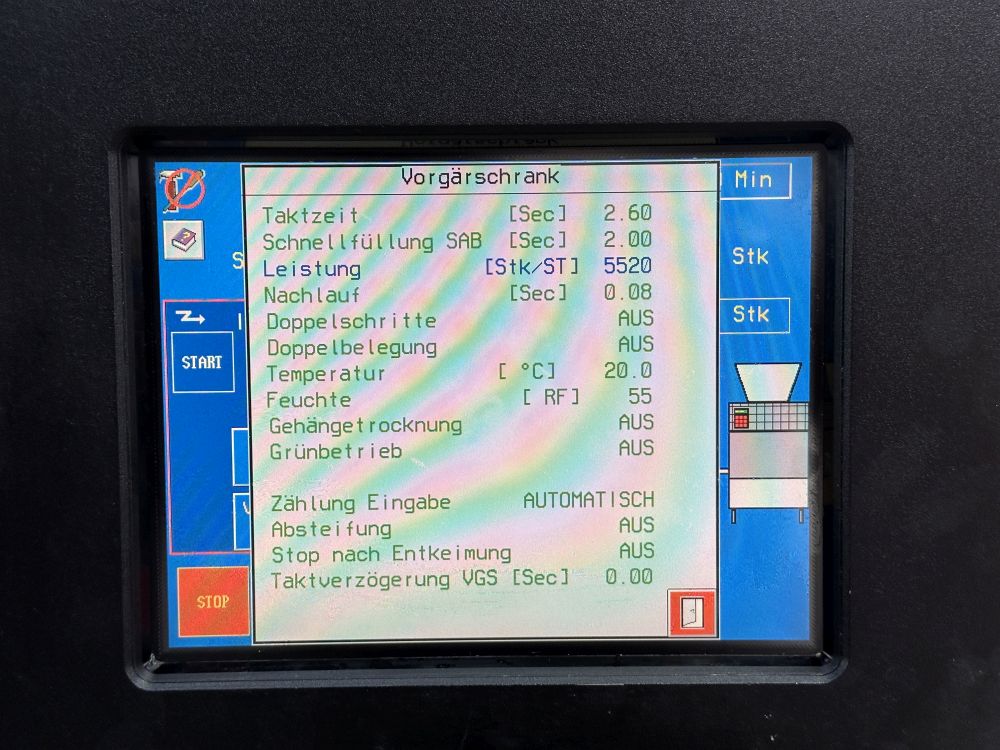 Vorgärschrank
Min
Taktzeit [Sec] 2.60
Schnellfüllung SAB [Sec] 2.00
S
Stk
Leistung [Stk/ST] 5520
Nachlauf [Sec] 0.08
Stk
Doppelschritte AUS
Doppelbelegung AUS
START
Temperatur [ °C] 20.0
Feuchte [ RF] 55
Gehängetrocknung AUS
Grünbetrieb AUS
Zählung Eingabe AUTOMATISCH
Absteifung AUS
Stop nach Entkeimung AUS
Taktverzögerung VGS [Sec] 0.00
STOP